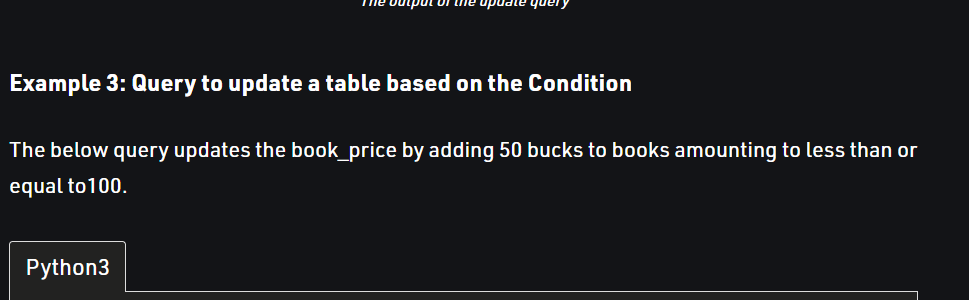 The output of the update query
Example 3: Query to update a table based on the Condition
The below query updates the book_price by adding 50 bucks to books amounting to less than or
equal to100.
Python3